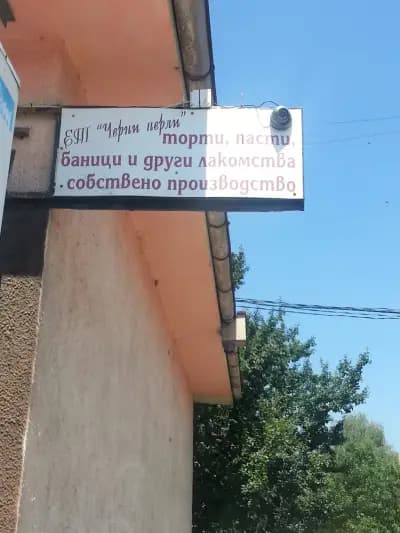 ЕТ "Черни перли"
торти, пасти,
баници и други лакомства
собствено производство